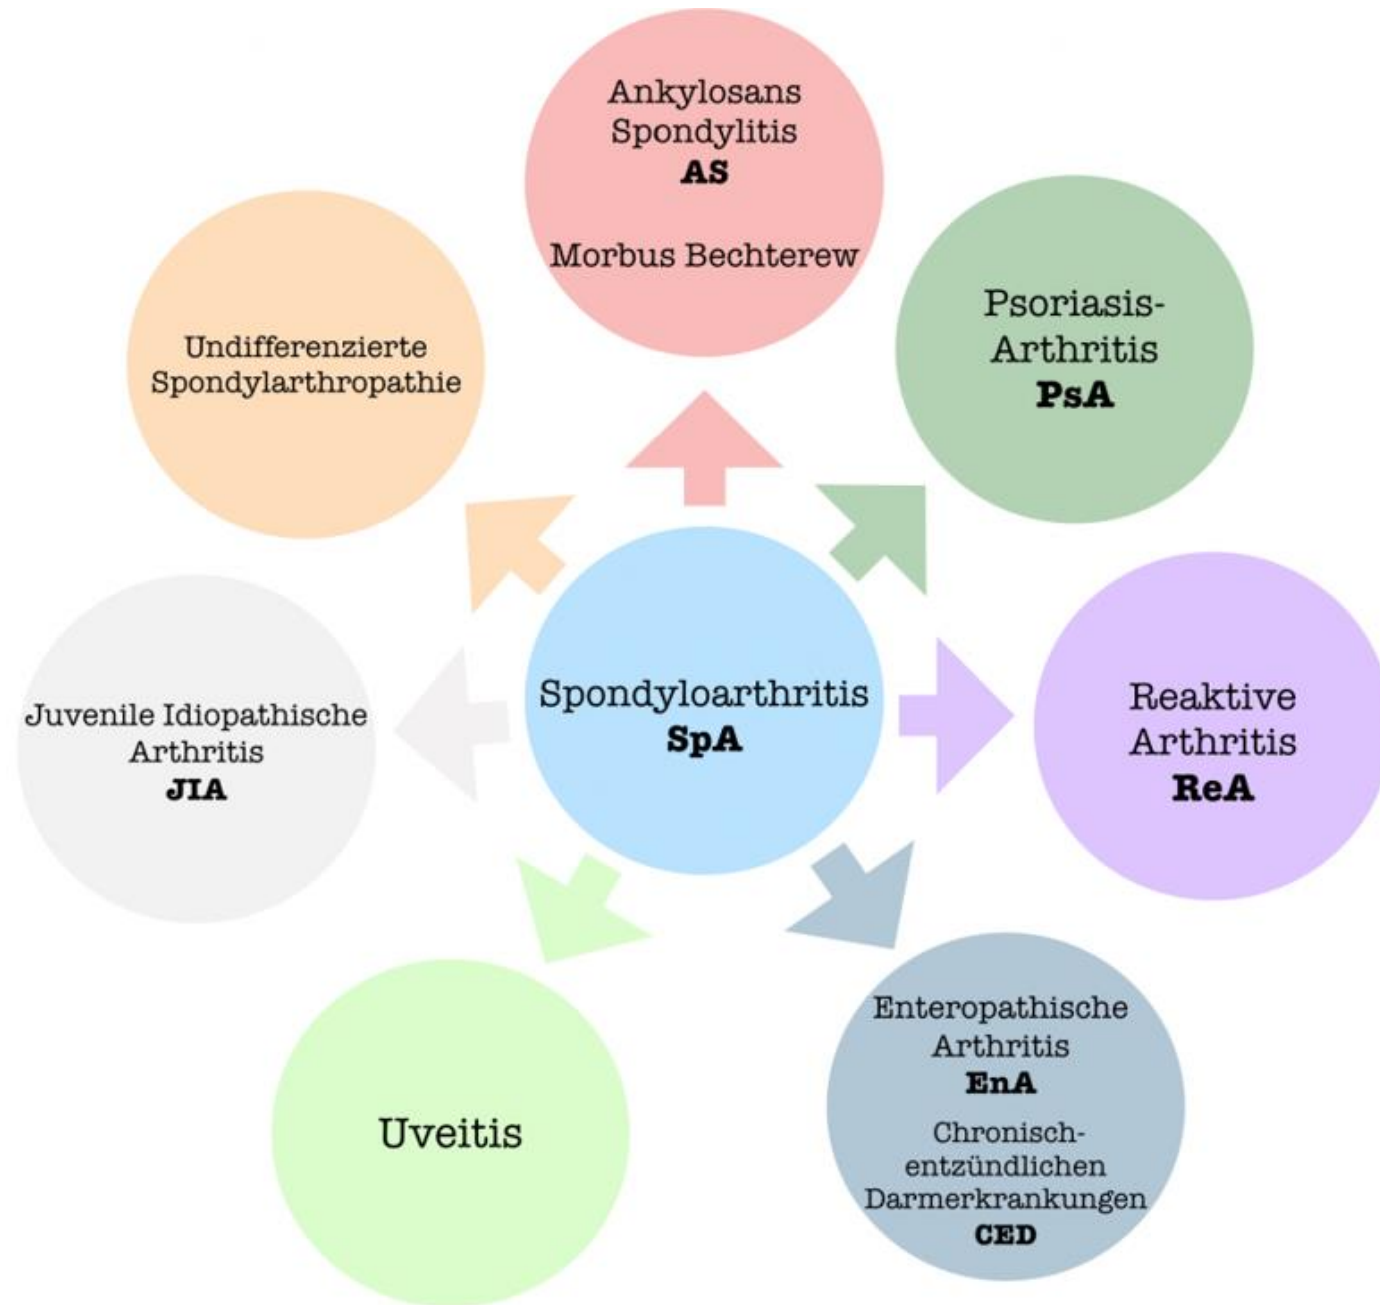 Ankylosans
Spondylitis
AS
Morbus Bechterew
Psoriasis-
Arthritis
PsA
Undifferenzierte
Spondylarthropathie
Spondyloarthritis
SpA
Reaktive
Arthritis
ReA
Juvenile Idiopathische
Arthritis
JIA
Enteropathische
Arthritis
EnA
Chronisch-
entzündlichen
Darmerkrankungen
CED
Uveitis